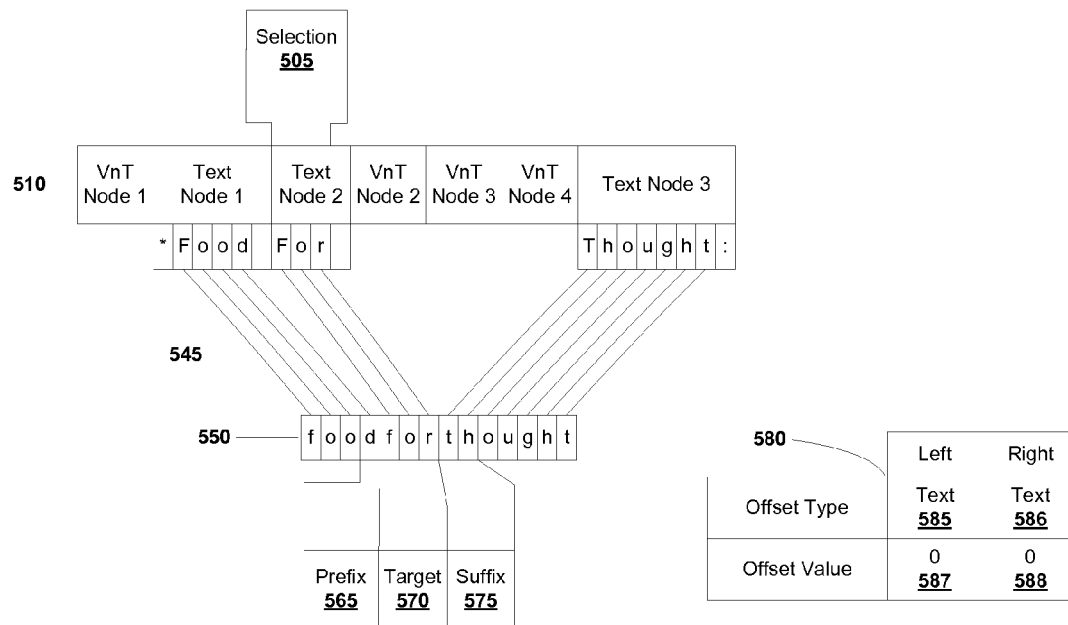 Selection
505
510
VnT Node 1
Text Node 1
Text Node 2
VnT Node 2
VnT Node 3
VnT Node 4
Text Node 3
* F o o d F o r T h o u g h t :
545
550
f o o d f o r t h o u g h t
580
Left Right
Offset Type
Text Text
585 586
Offset Value
0 0
587 588
Prefix Target Suffix
565 570 575